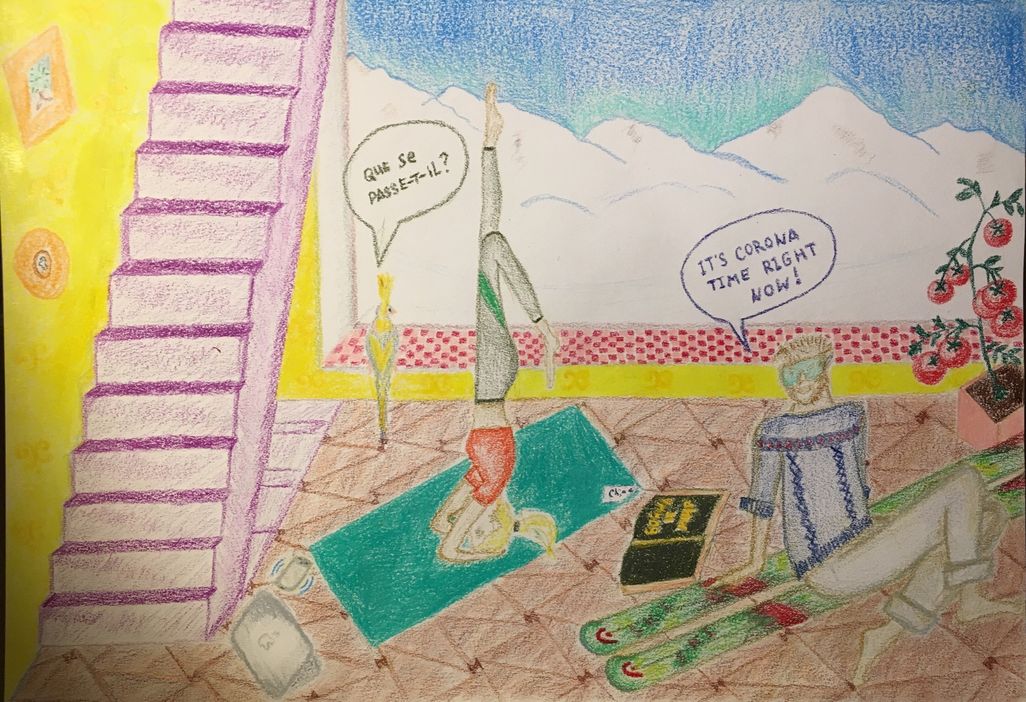 QUE Se
PASSE-T-IL?
IT'S CORONA
TIME RIGHT
NOW!